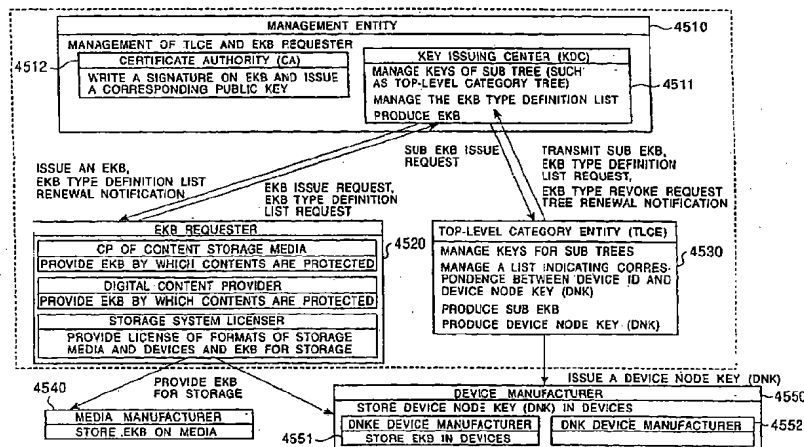 MANAGEMENT ENTITY
4510
MANAGEMENT OF TLCE AND EKB REQUESTER
4512
CERTIFICATE AUTHORITY (CA)
WRITE A SIGNATURE ON EKB AND ISSUE
A CORRESPONDING PUBLIC KEY
KEY ISSUING CENTER (KDC)
MANAGE KEYS OF SUB TREE (SUCH
AS TOP-LEVEL CATEGORY TREE)
MANAGE THE EKB TYPE DEFINITION LIST
PRODUCE EKB
4511
ISSUE AN EKB,
EKB TYPE DEFINITION LIST
RENEWAL NOTIFICATION
EKB ISSUE REQUEST,
EKB TYPE DEFINITION
LIST REQUEST
SUB EKB ISSUE
REQUEST
TRANSMIT SUB EKB,
EKB TYPE DEFINITION
LIST REQUEST,
EKB TYPE REVOKE REQUEST
TREE RENEWAL NOTIFICATION
EKB REQUESTER
4520
CP OF CONTENT STORAGE MEDIA
PROVIDE EKB BY WHICH CONTENTS ARE PROTECTED
DIGITAL CONTENT PROVIDER
PROVIDE EKB BY WHICH CONTENTS ARE PROTECTED
STORAGE SYSTEM LICENSER
PROVIDE LICENSE OF FORMATS OF STORAGE
MEDIA AND DEVICES AND EKB FOR STORAGE
TOP-LEVEL CATEGORY ENTITY (TLCE)
4530
MANAGE KEYS FOR SUB TREES
MANAGE A LIST INDICATING CORRES-
PONDENCE BETWEEN DEVICE ID AND
DEVICE NODE KEY (DNK)
PRODUCE SUB EKB
PRODUCE DEVICE NODE KEY (DNK)
4540
PROVIDE EKB
FOR STORAGE
MEDIA MANUFACTURER
STORE EKB ON MEDIA
ISSUE A DEVICE NODE KEY (DNK)
DEVICE MANUFACTURER
4550
STORE DEVICE NODE KEY (DNK) IN DEVICES
4551
DNKE DEVICE MANUFACTURER
STORE EKB IN DEVICES
DNK DEVICE MANUFACTURER
4552